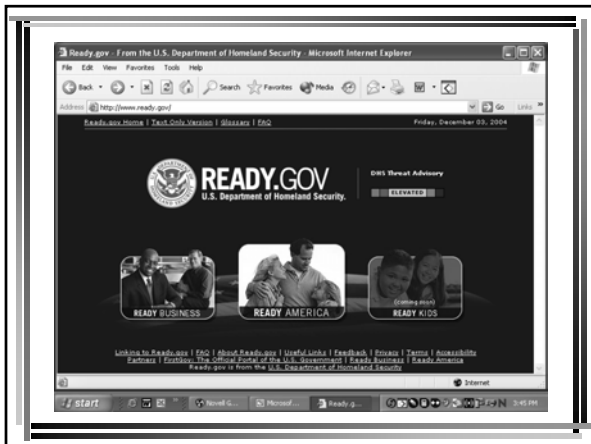 Ready.gov - From the U.S. Department of Homeland Security - Microsoft Internet Explorer
File Edit View Favorites Tools Help
Back Search Favorites Media
Address http://www.ready.gov/ Go Links »
Ready.gov Home | Text Only Version | Glossary | FAQ Friday, December 03, 2004
READY.GOV
U.S. Department of Homeland Security.
DHS Threat Advisory
ELEVATED
(coming soon)
READY BUSINESS READY AMERICA READY KIDS
Linking to Ready.gov | FAQ | About Ready.gov | Useful Links | Feedback | Privacy | Terms | Accessibility
Partners | FirstGov: The Official Portal of the U.S. Government | Ready Business | Ready America
Ready.gov is from the U.S. Department of Homeland Security
Internet
start Novell G... Microsof... Ready.g... 3:45 PM